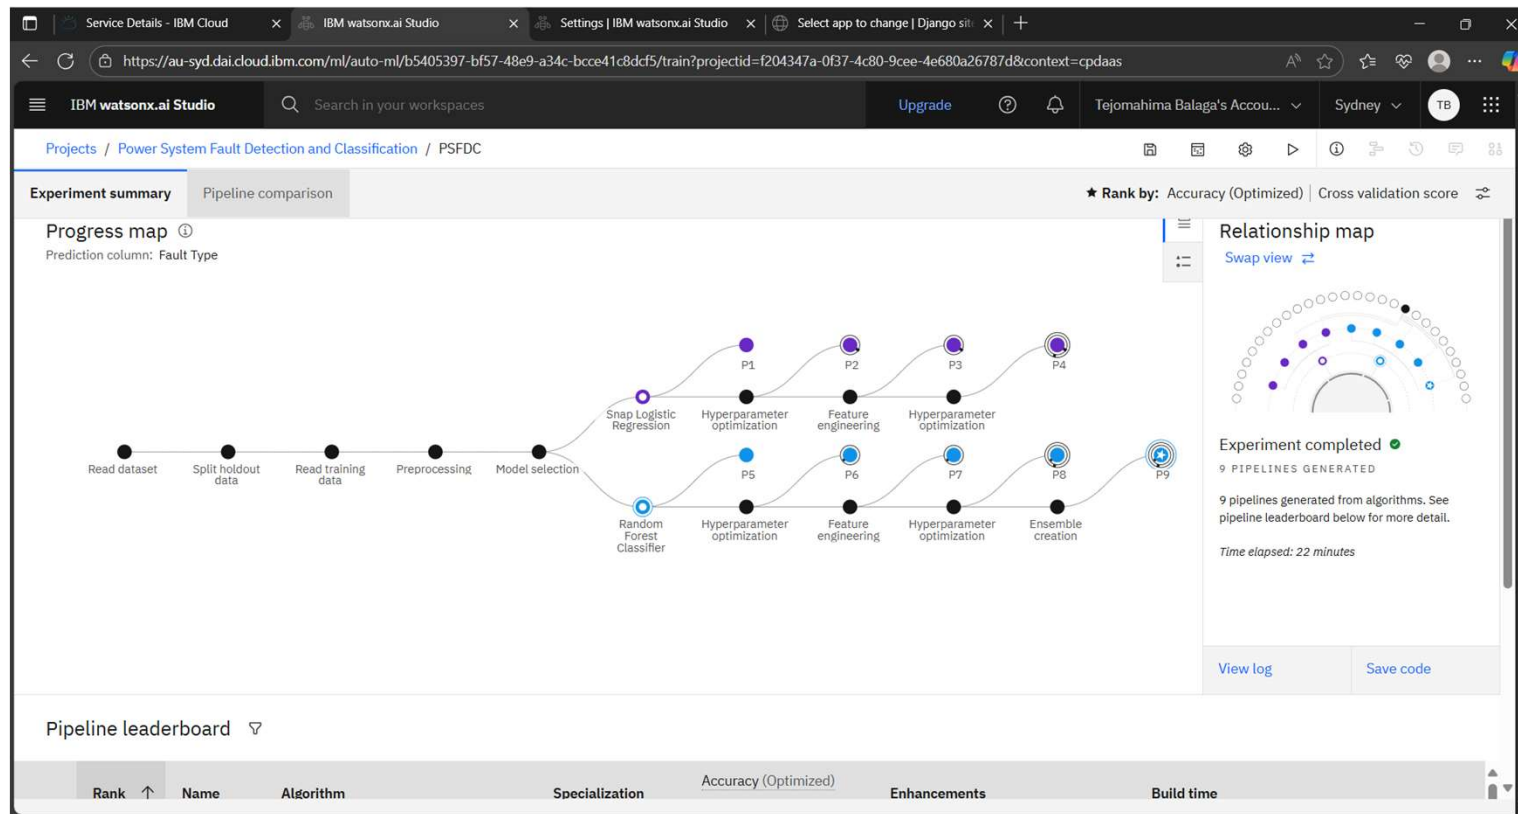 Service Details - IBM Cloud
IBM watsonx.ai Studio
Settings | IBM watsonx.ai Studio
Select app to change | Django sit
https://au-syd.dai.cloud.ibm.com/ml/auto-ml/b5405397-bf57-48e9-a34c-bcce41c8dcf5/train?projectid=f204347a-0f37-4c80-9cee-4e680a26787d&context=cpdaas
IBM watsonx.ai Studio
Search in your workspaces
Upgrade
Tejomahima Balaga's Accou...
Sydney
TB
Projects / Power System Fault Detection and Classification / PSFDC
Experiment summary
Pipeline comparison
Rank by: Accuracy (Optimized) | Cross validation score
Progress map
Prediction column: Fault Type
P1
P2
P3
P4
Snap Logistic
Regression
Hyperparameter
optimization
Feature
engineering
Hyperparameter
optimization
Read dataset
Split holdout
data
Read training
data
Preprocessing
Model selection
P5
P6
P7
P8
P9
Random
Forest
Classifier
Hyperparameter
optimization
Feature
engineering
Hyperparameter
optimization
Ensemble
creation
Relationship map
Swap view
Experiment completed
9 PIPELINES GENERATED
9 pipelines generated from algorithms. See
pipeline leaderboard below for more detail.
Time elapsed: 22 minutes
View log
Save code
Pipeline leaderboard
Rank
Name
Algorithm
Specialization
Accuracy (Optimized)
Enhancements
Build time